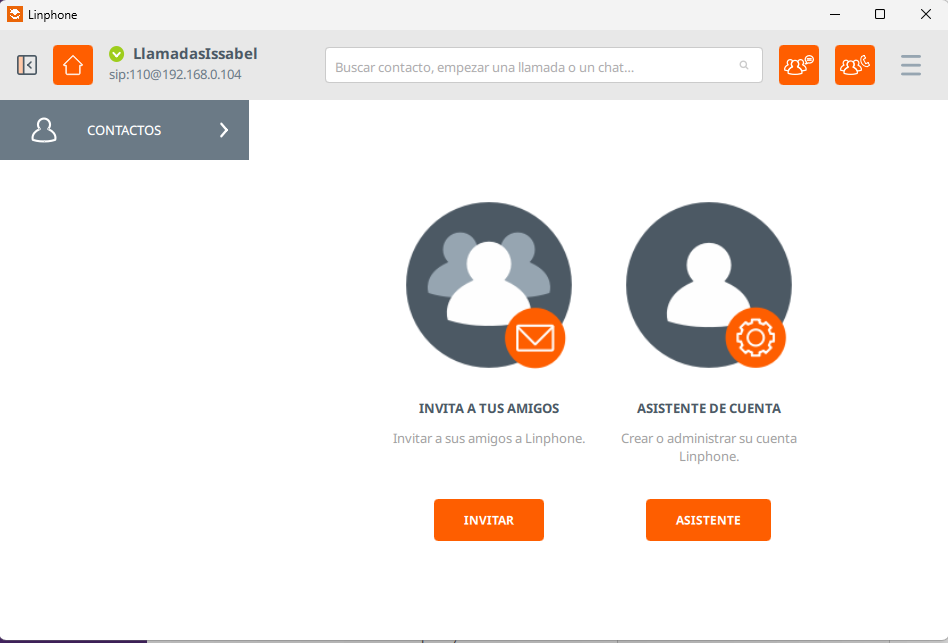 Linphone
LlamadasIssabel
sip:110@192.168.0.104
Buscar contacto, empezar una llamada o un chat...
CONTACTOS
INVITA A TUS AMIGOS
Invitar a sus amigos a Linphone.
INVITAR
ASISTENTE DE CUENTA
Crear o administrar su cuenta
Linphone.
ASISTENTE